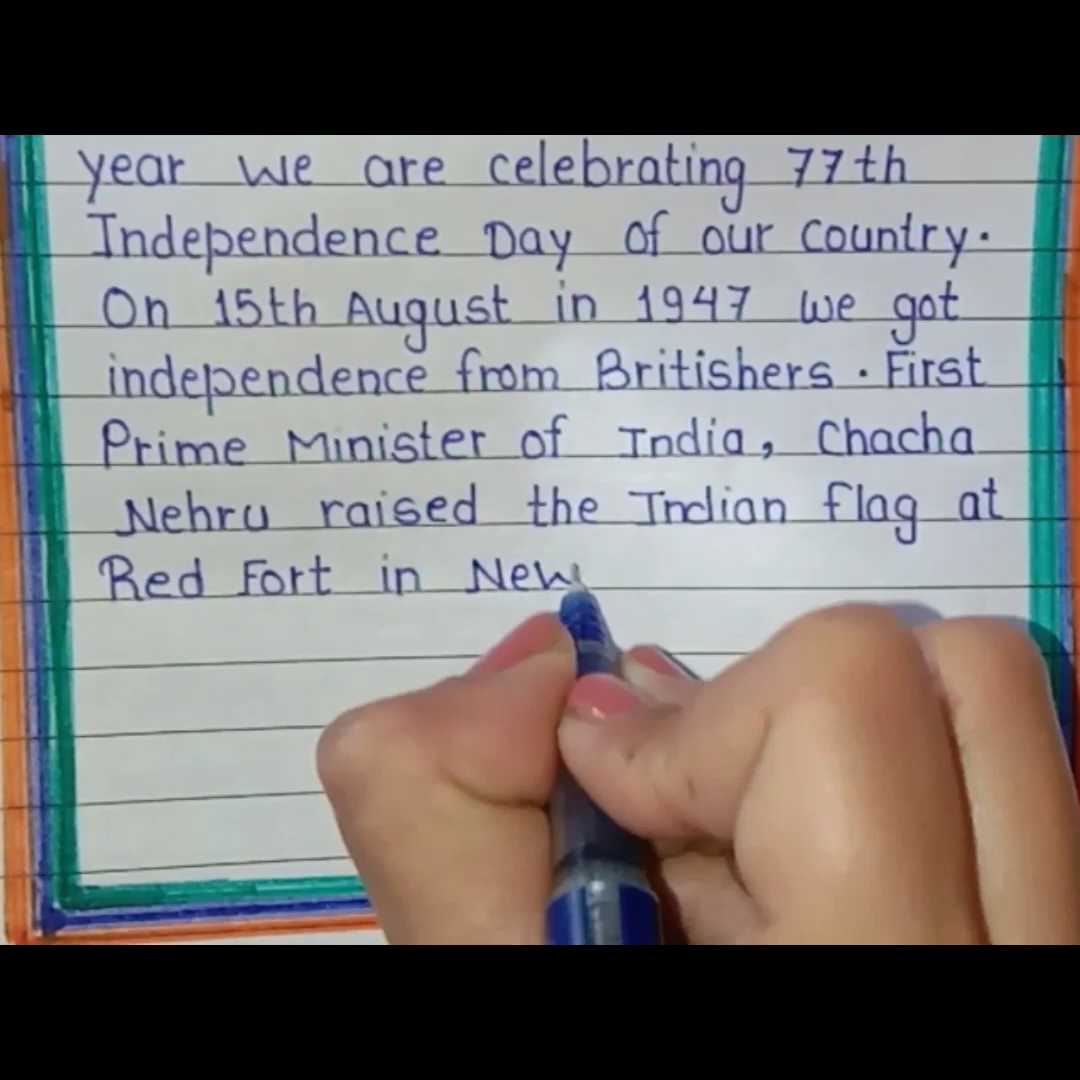 year we are celebrating 77th
Independence Day of our country.
On 15th August in 1947 we got
independence from Britishers. First
Prime Minister of India, Chacha
Nehru raised the Indian flag at
Red Fort in New